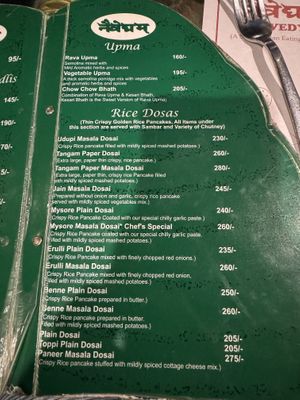 नैवेद्यम्
Upma
Rava Upma 160/-
Semolina mixed with
Mild Aromatic herbs and spices
Vegetable Upma 195/-
A thick semolina porridge mix with vegetables
and aromatic herbs and spices
Chow Chow Bhath 205/-
Combination of Rava Upma & Kesari Bhath.
Kesari Bhath is the Sweet Version of Rava Upma)
Rice Dosas
(Thin Crispy Golden Rice Pancakes, All items under
this section are served with Sambar and Variety of Chutney)
Udupi Masala Dosai 230/-
Crispy Rice pancake filled with mildly spiced mashed potatoes.)
Tangam Paper Dosai 260/-
Extra large, paper thin crispy, rice pancake.)
Tangam Paper Masala Dosai 280/-
Extra large, paper thin, crispy rice pancake filled
with mildly spiced mashed potatoes.)
Jain Masala Dosai 245/-
Prepared without onion and garlic, crispy rice pancake
served with mildly spiced vegetables mix.)
Mysore Plain Dosai 240/-
Crispy Rice Pancake Coated with our special chilly garlic paste.)
Mysore Masala Dosai* Chef's Special 260/-
Crispy Rice Pancake coated with our special chilly garlic paste
filled with mildly spiced mashed potatoes.)
Erulli Plain Dosai 235/-
Crispy Rice Pancake mixed with finely chopped red onion.)
Erulli Masala Dosai 260/-
Crispy Rice pancake mixed with finely chopped onion,
filled with mildly spiced mashed potatoes.)
Benne Plain Dosai 250/-
Crispy Rice Pancake prepared in butter.)
Benne Masala Dosai 260/-
Crispy Rice pancake prepared in butter.
filled with mildly spiced mashed potatoes.)
Plain Dosai 205/-
Toppi Plain Dosai 205/-
Paneer Masala Dosai 275/-
Crispy Rice pancake stuffed with mildly spiced cottage cheese mix.)
dlis
95/-
145/-
190/-